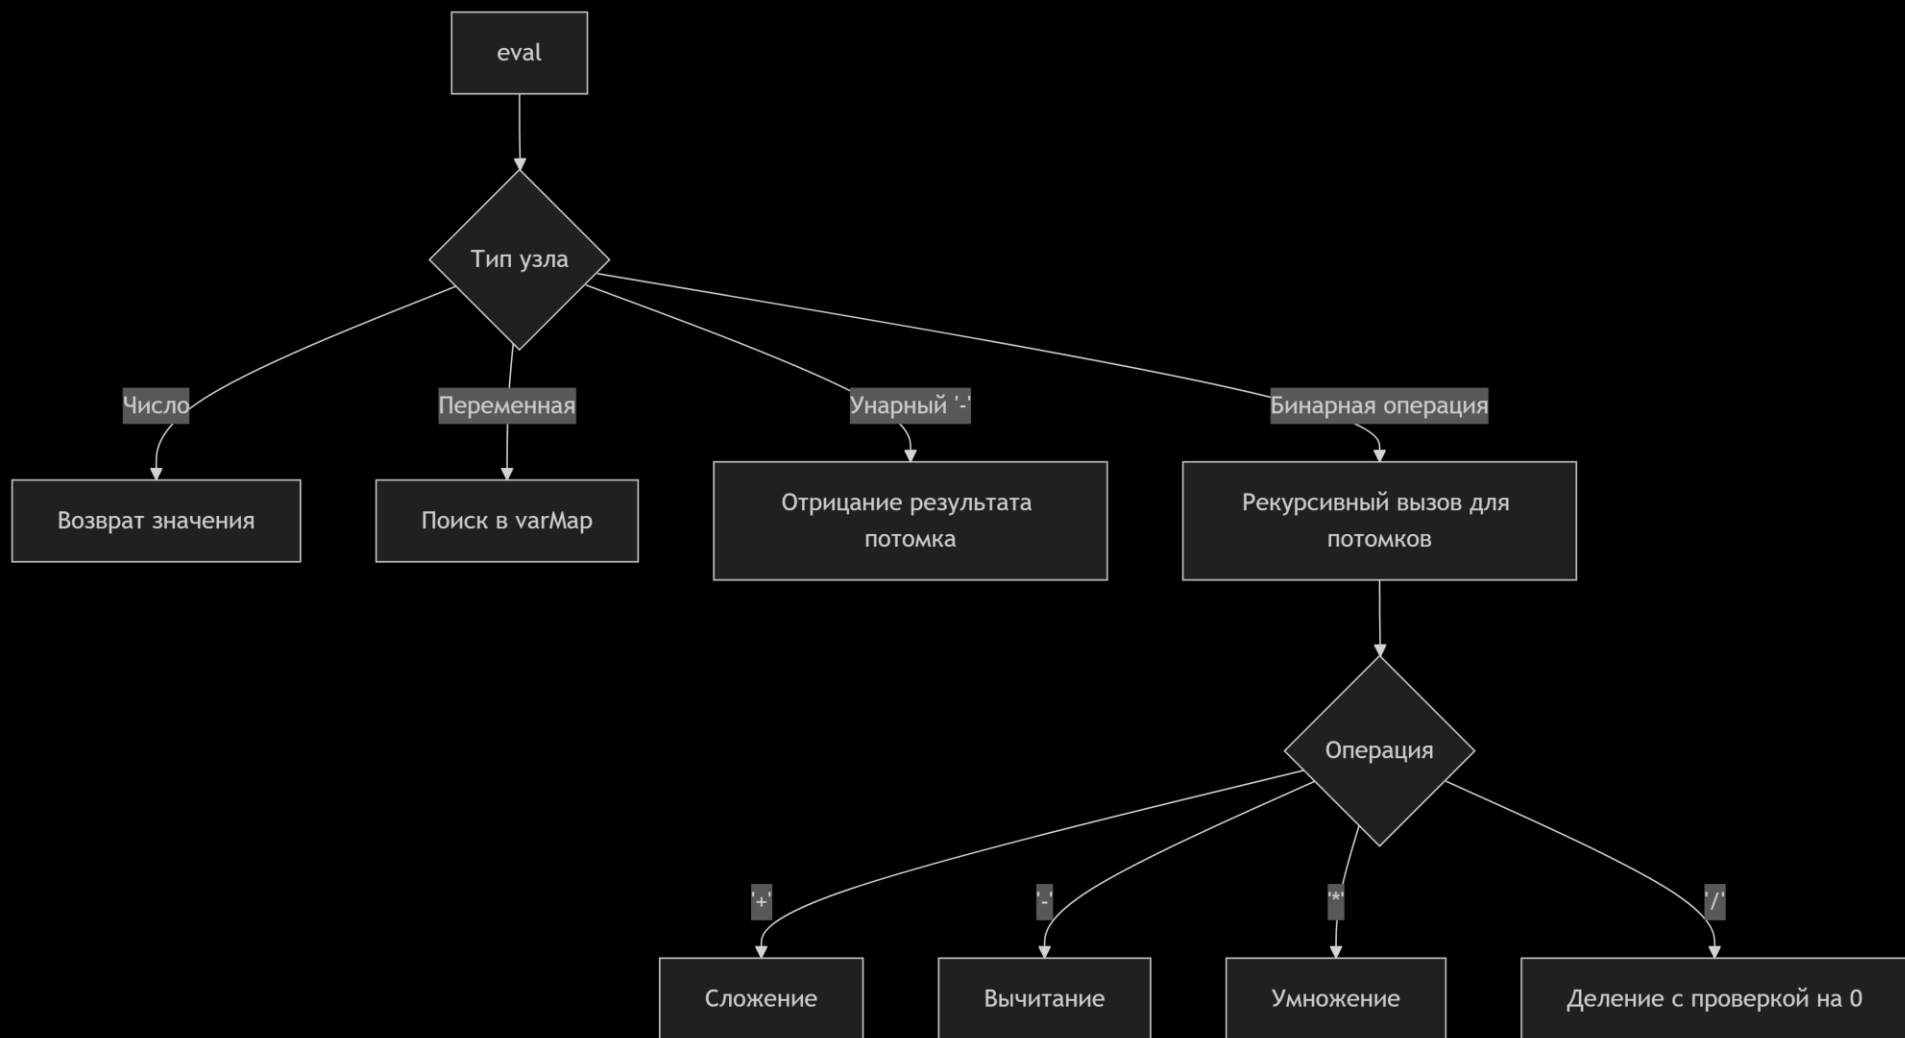 eval
Тип узла
Число
Переменная
Унарный '-'
Бинарная операция
Возврат значения
Поиск в varMap
Отрицание результата
потомка
Рекурсивный вызов для
потомков
Операция
'+'
'-'
'*'
'/'
Сложение
Вычитание
Умножение
Деление с проверкой на 0